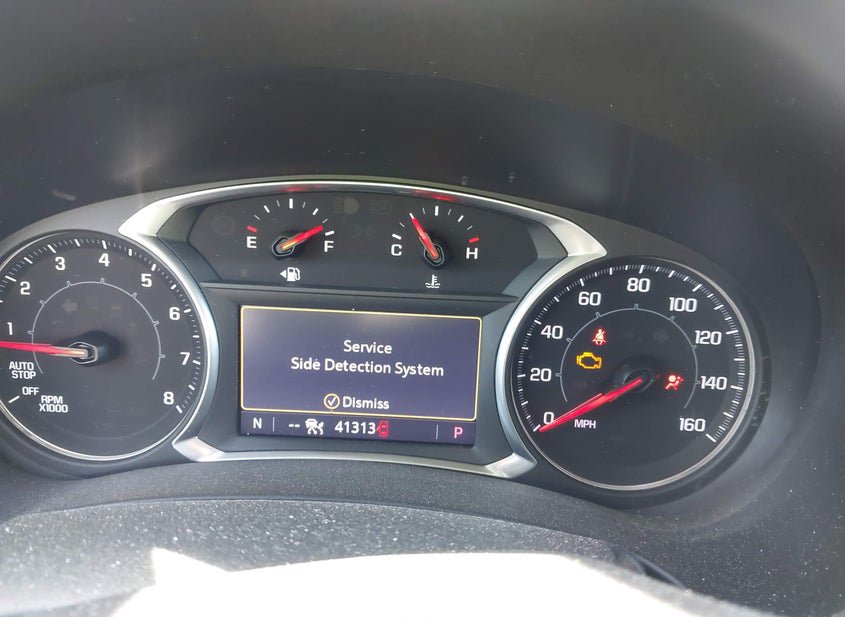 E
F
C
H
1
2
3
4
5
6
7
8
AUTO
STOP
OFF
RPM
X1000
Service
Side Detection System
Dismiss
N
41313
P
0
20
40
60
80
100
120
140
160
MPH